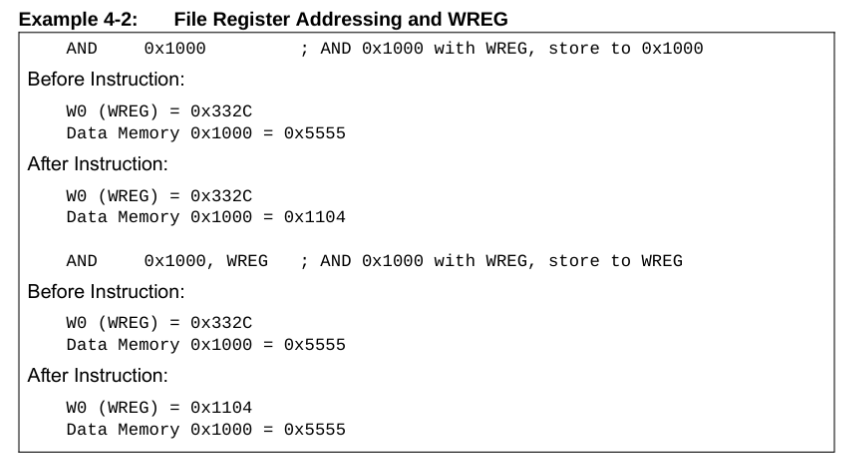 Example 4-2: File Register Addressing and WREG
AND 0x1000 ; AND 0x1000 with WREG, store to 0x1000
Before Instruction:
W0 (WREG) = 0x332C
Data Memory 0x1000 = 0x5555
After Instruction:
W0 (WREG) = 0x332C
Data Memory 0x1000 = 0x1104
AND 0x1000, WREG ; AND 0x1000 with WREG, store to WREG
Before Instruction:
W0 (WREG) = 0x332C
Data Memory 0x1000 = 0x5555
After Instruction:
W0 (WREG) = 0x1104
Data Memory 0x1000 = 0x5555